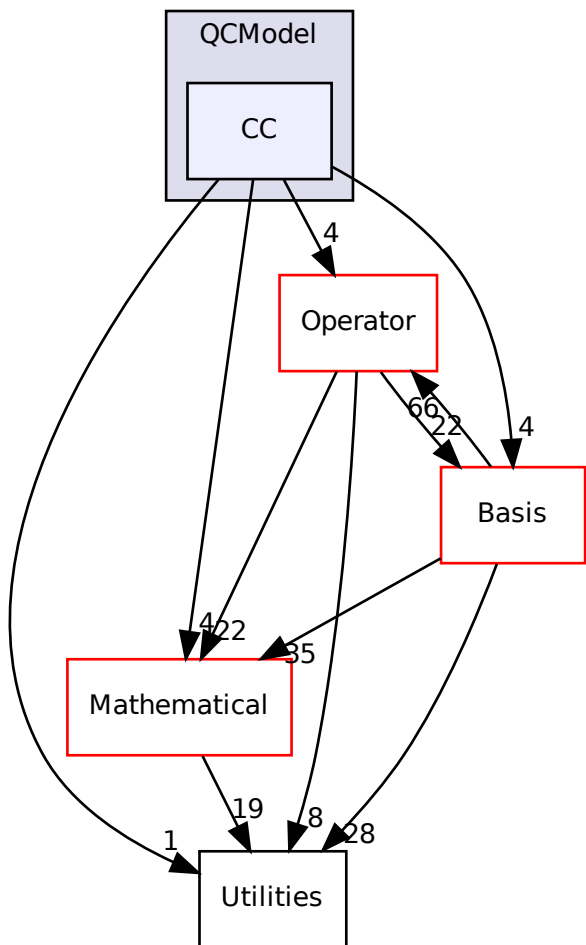 QCModel
CC
4
Operator
66
22
4
Basis
4
22
35
Mathematical
19
8
28
1
Utilities